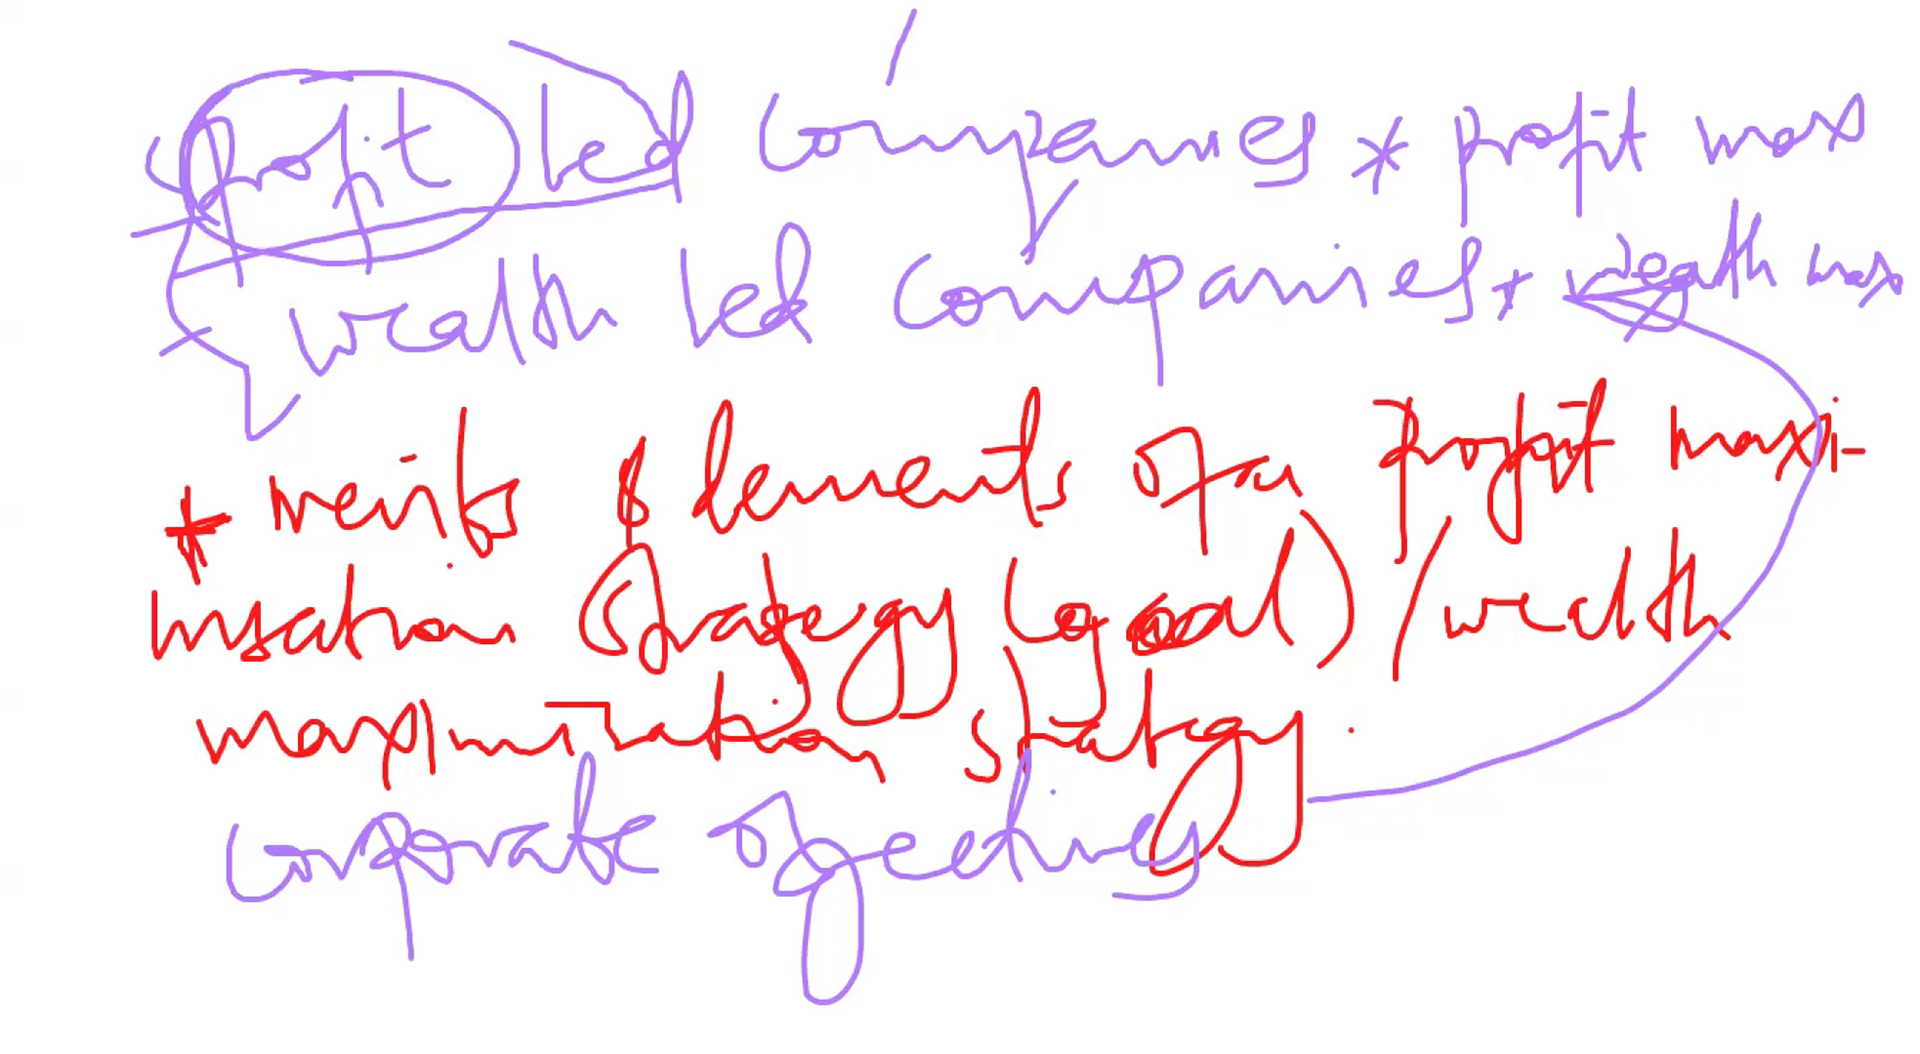 profit led companies * profit max
wealth led companies * wealth max
* merits & demerits of a profit maxi-
misation strategy (goal) / wealth
maximization strategy.
corporate objectives